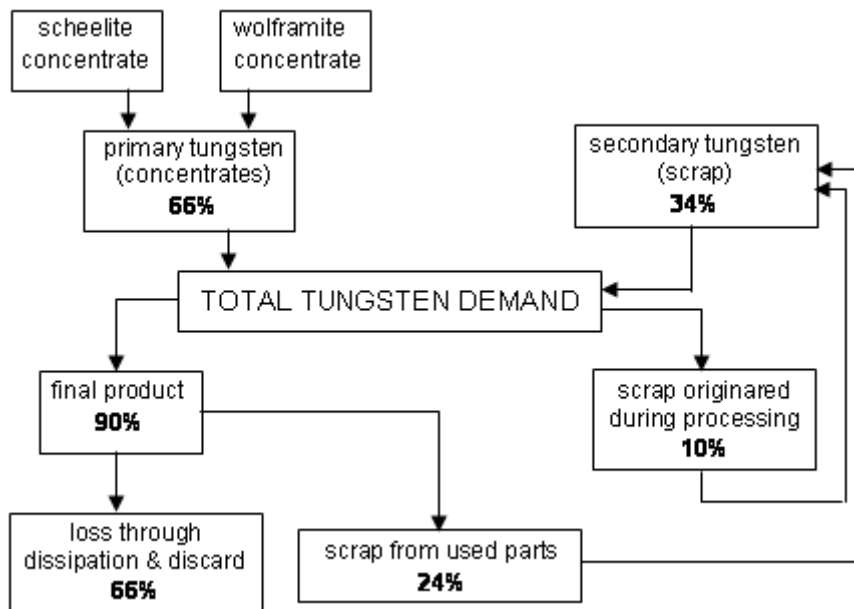 scheelite
concentrate
wolframite
concentrate
primary tungsten
(concentrates)
66%
secondary tungsten
(scrap)
34%
TOTAL TUNGSTEN DEMAND
final product
90%
scrap originared
during processing
10%
loss through
dissipation & discard
66%
scrap from used parts
24%